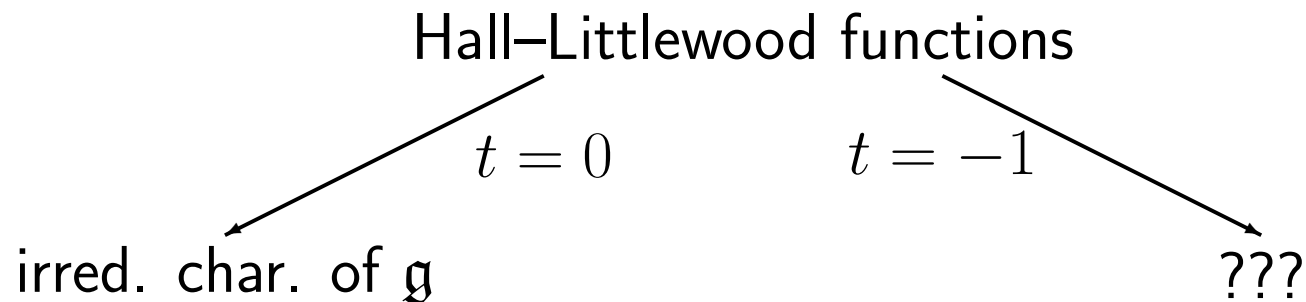 Hall–Littlewood functions
t = 0 t = −1
irred. char. of 𝔤 ???